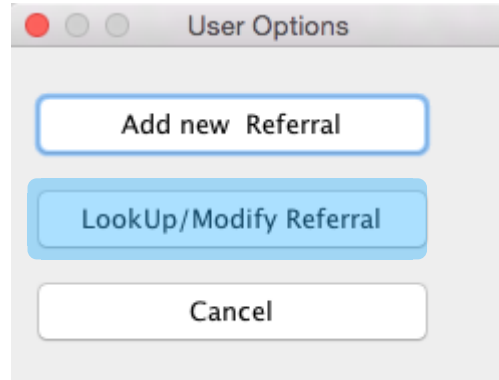 User Options
Add new  Referral
LookUp/Modify Referral
Cancel